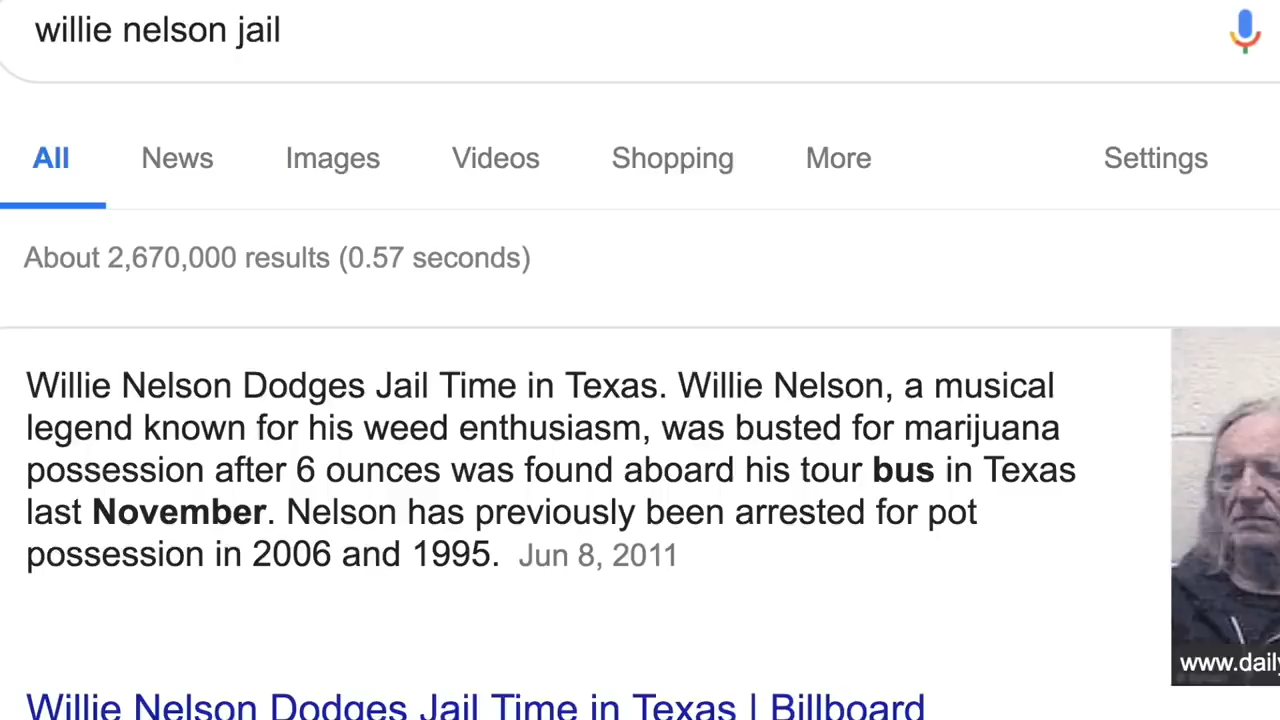 willie nelson jail
All News Images Videos Shopping More Settings
About 2,670,000 results (0.57 seconds)
Willie Nelson Dodges Jail Time in Texas. Willie Nelson, a musical
legend known for his weed enthusiasm, was busted for marijuana
possession after 6 ounces was found aboard his tour bus in Texas
last November. Nelson has previously been arrested for pot
possession in 2006 and 1995. Jun 8, 2011
www.daily
Willie Nelson Dodges Jail Time in Texas | Billboard